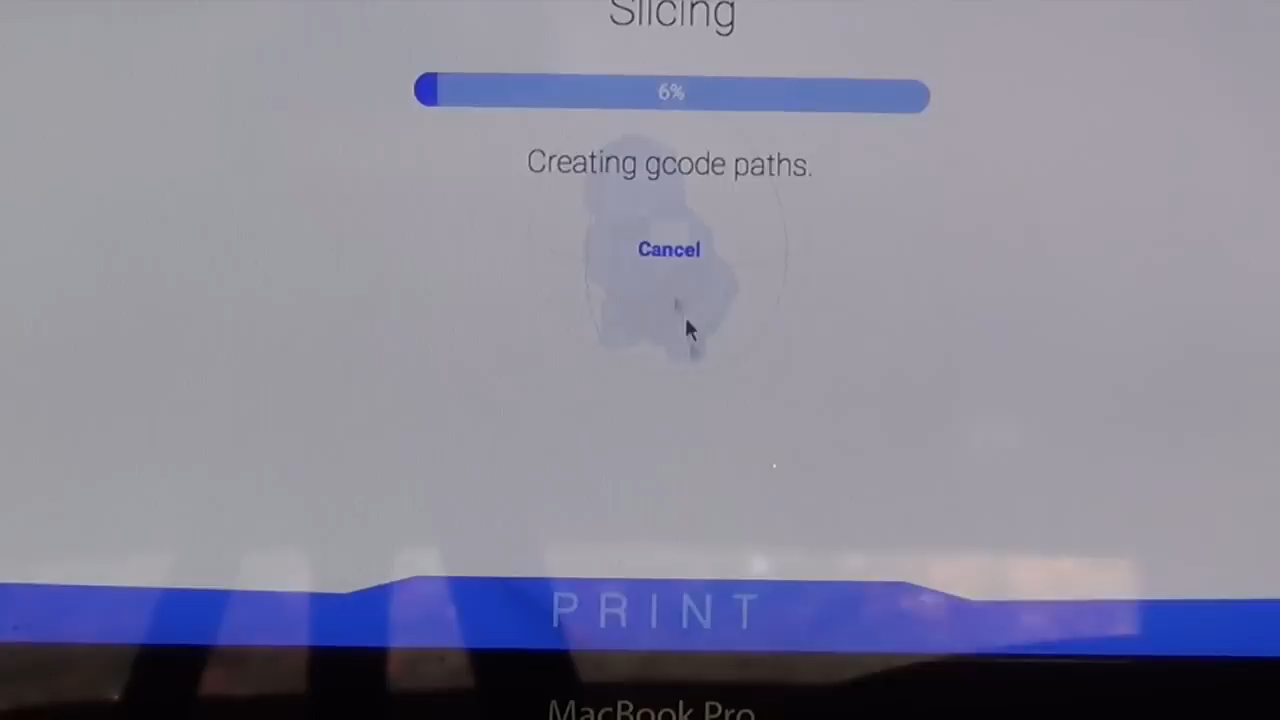 Slicing
6%
Creating gcode paths.
Cancel
PRINT
MacBook Pro